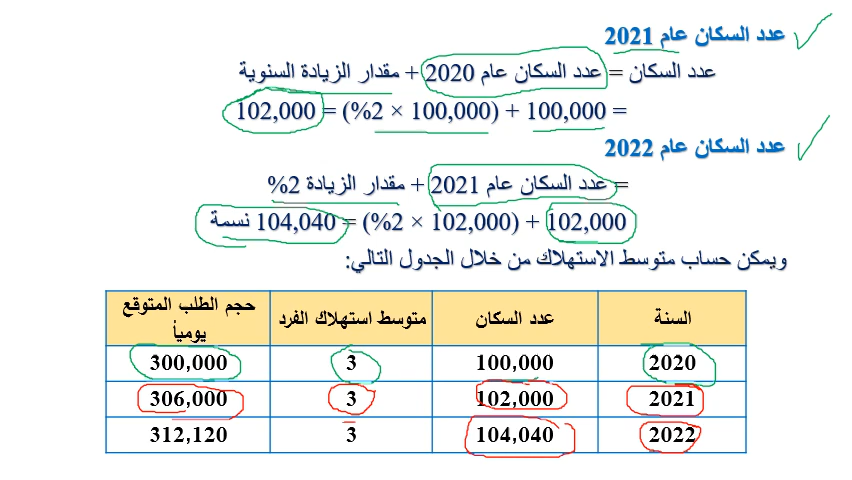 عدد السكان عام 2021
عدد السكان = عدد السكان عام 2020 + مقدار الزيادة السنوية
= 100,000 + (100,000 × 2%) = 102,000
عدد السكان عام 2022
= عدد السكان عام 2021 + مقدار الزيادة 2%
102,000 + (102,000 × 2%) = 104,040 نسمة
ويمكن حساب متوسط الاستهلاك من خلال الجدول التالي:
السنة عدد السكان متوسط استهلاك الفرد حجم الطلب المتوقع
يومياً
2020 100,000 3 300,000
2021 102,000 3 306,000
2022 104,040 3 312,120